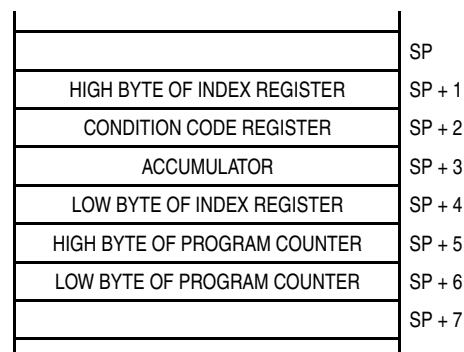 SP
HIGH BYTE OF INDEX REGISTER SP + 1
CONDITION CODE REGISTER SP + 2
ACCUMULATOR SP + 3
LOW BYTE OF INDEX REGISTER SP + 4
HIGH BYTE OF PROGRAM COUNTER SP + 5
LOW BYTE OF PROGRAM COUNTER SP + 6
SP + 7